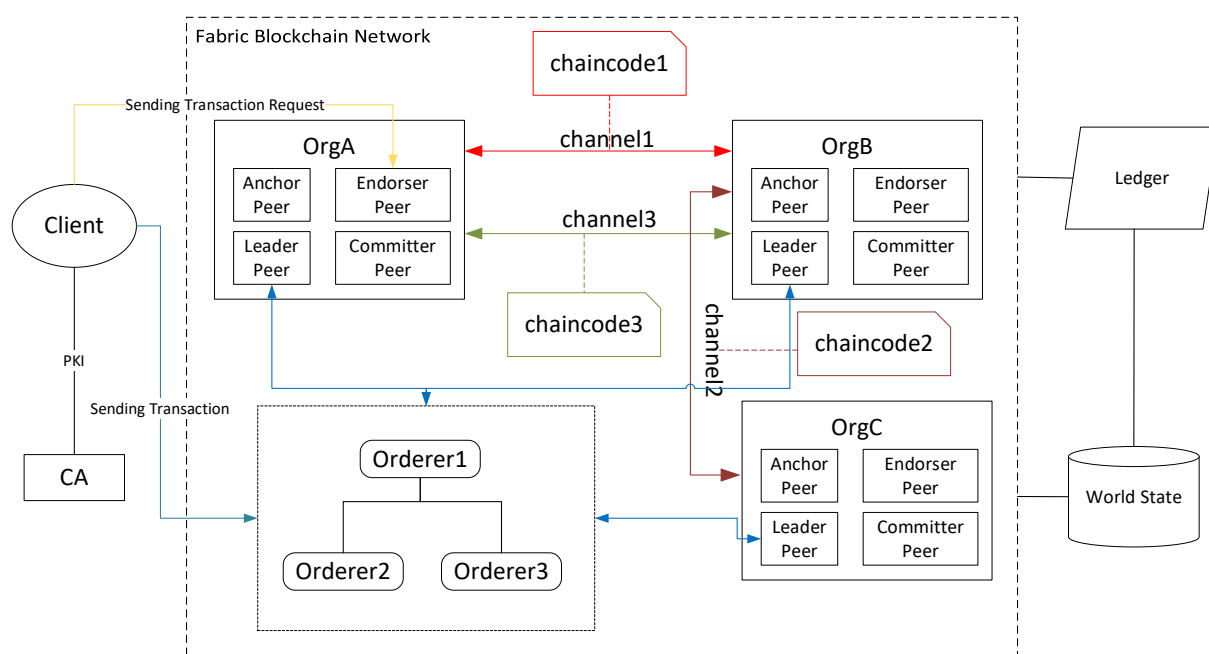 Fabric Blockchain Network
chaincode1
Sending Transaction Request
channel1
OrgA
Anchor
Peer
Endorser
Peer
Leader
Peer
Committer
Peer
OrgB
Anchor
Peer
Endorser
Peer
Leader
Peer
Committer
Peer
Ledger
Client
channel3
chaincode3
channel2
chaincode2
PKI
Sending Transaction
CA
Orderer1
Orderer2
Orderer3
OrgC
Anchor
Peer
Endorser
Peer
Leader
Peer
Committer
Peer
World State